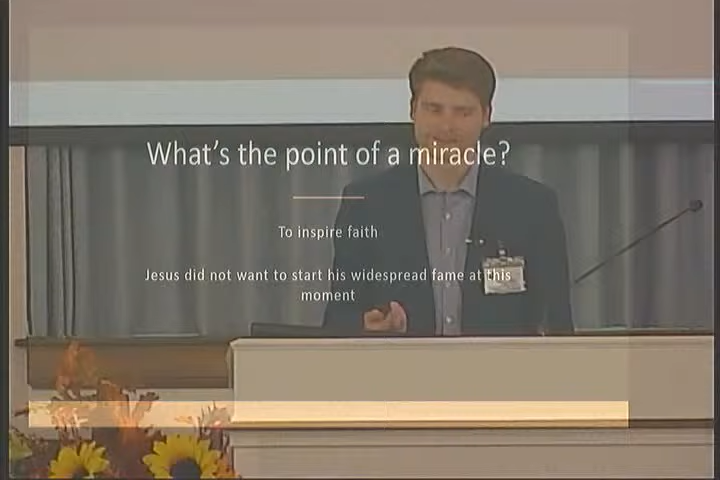 What's the point of a miracle?
To inspire faith
Jesus did not want to start his widespread fame at this
moment